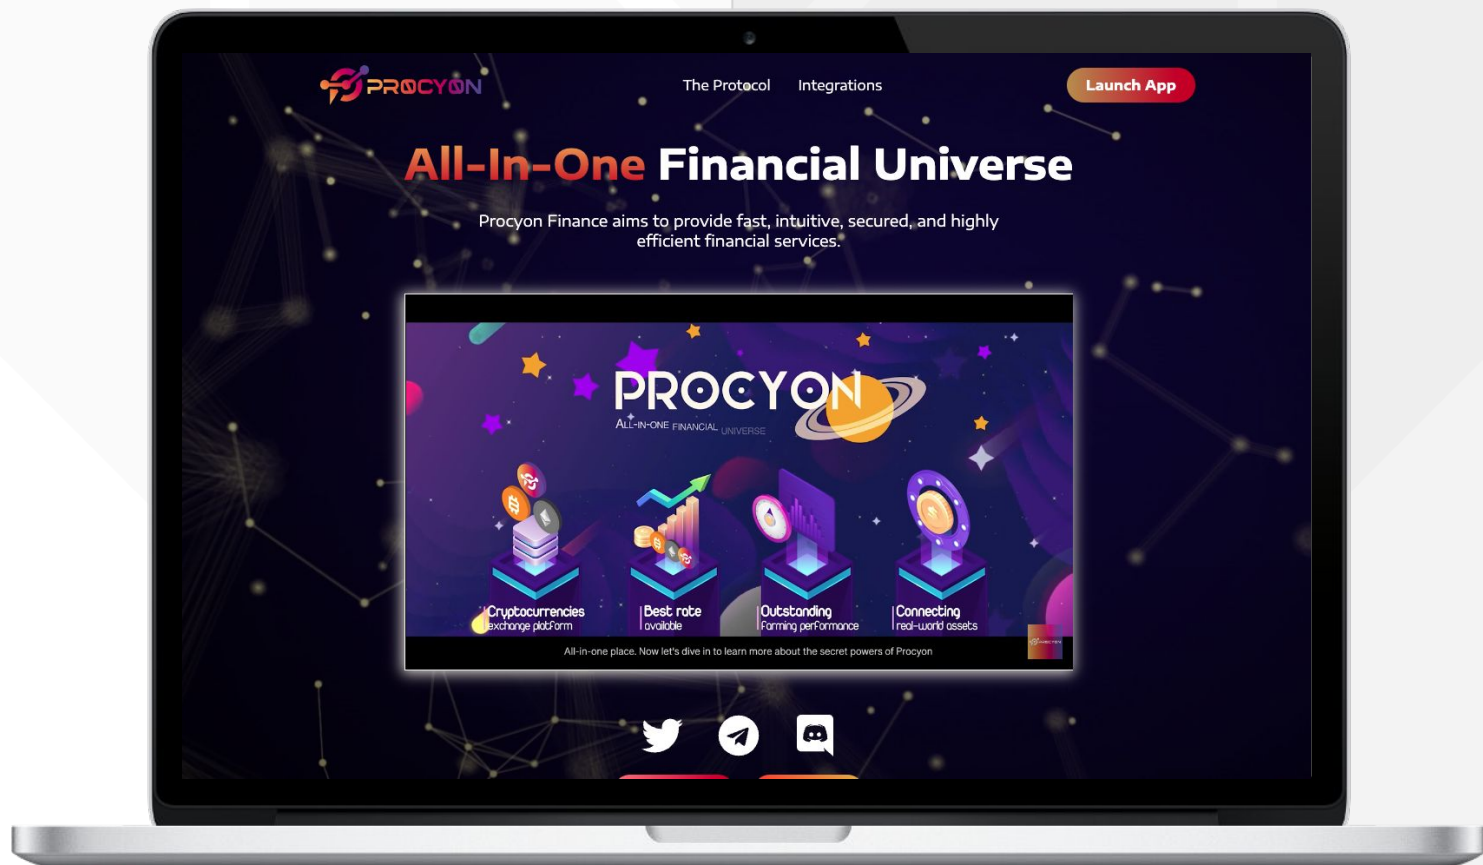 PROCYON
The Protocol
Integrations
Launch App
All-In-One Financial Universe
Procyon Finance aims to provide fast, intuitive, secured, and highly
efficient financial services.
PROCYON
ALL-IN-ONE FINANCIAL UNIVERSE
Cryptocurrencies
exchange platform
Best rate
available
Outstanding
Farming performance
Connecting
real-world assets
PROCYON
All-in-one place. Now let's dive in to learn more about the secret powers of Procyon